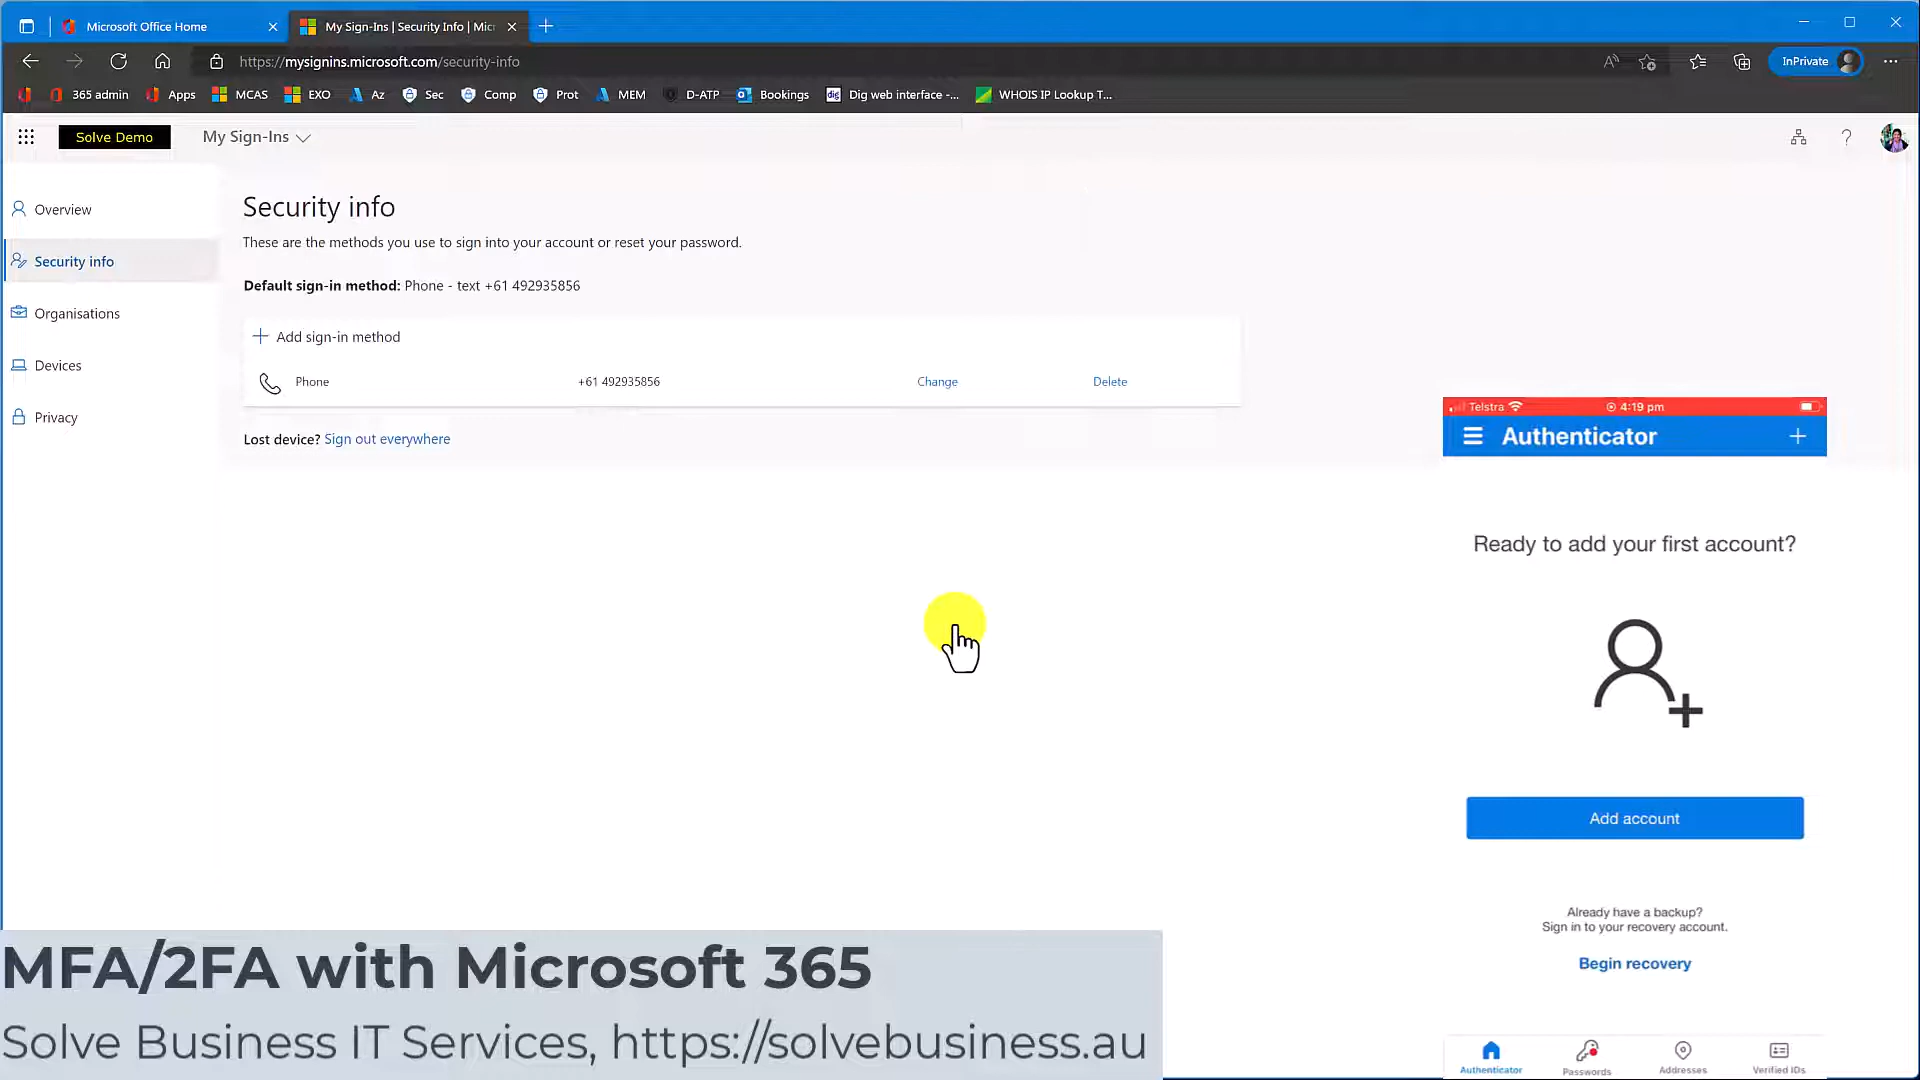 Microsoft Office Home
My Sign-Ins | Security Info | Mic
https://mysignins.microsoft.com/security-info
InPrivate
365 admin
Apps
MCAS
EXO
Az
Sec
Comp
Prot
MEM
D-ATP
Bookings
dig
Dig web interface -...
WHOIS IP Lookup T...
Solve Demo
My Sign-Ins
?
Overview
Security info
Organisations
Devices
Privacy
Security info
These are the methods you use to sign into your account or reset your password.
Default sign-in method: Phone - text +61 492935856
Add sign-in method
Phone +61 492935856 Change Delete
Lost device? Sign out everywhere
Telstra 4:19 pm
Authenticator
Ready to add your first account?
Add account
Already have a backup?
Sign in to your recovery account.
Begin recovery
Authenticator
Passwords
Addresses
Verified IDs
MFA/2FA with Microsoft 365
Solve Business IT Services, https://solvebusiness.au